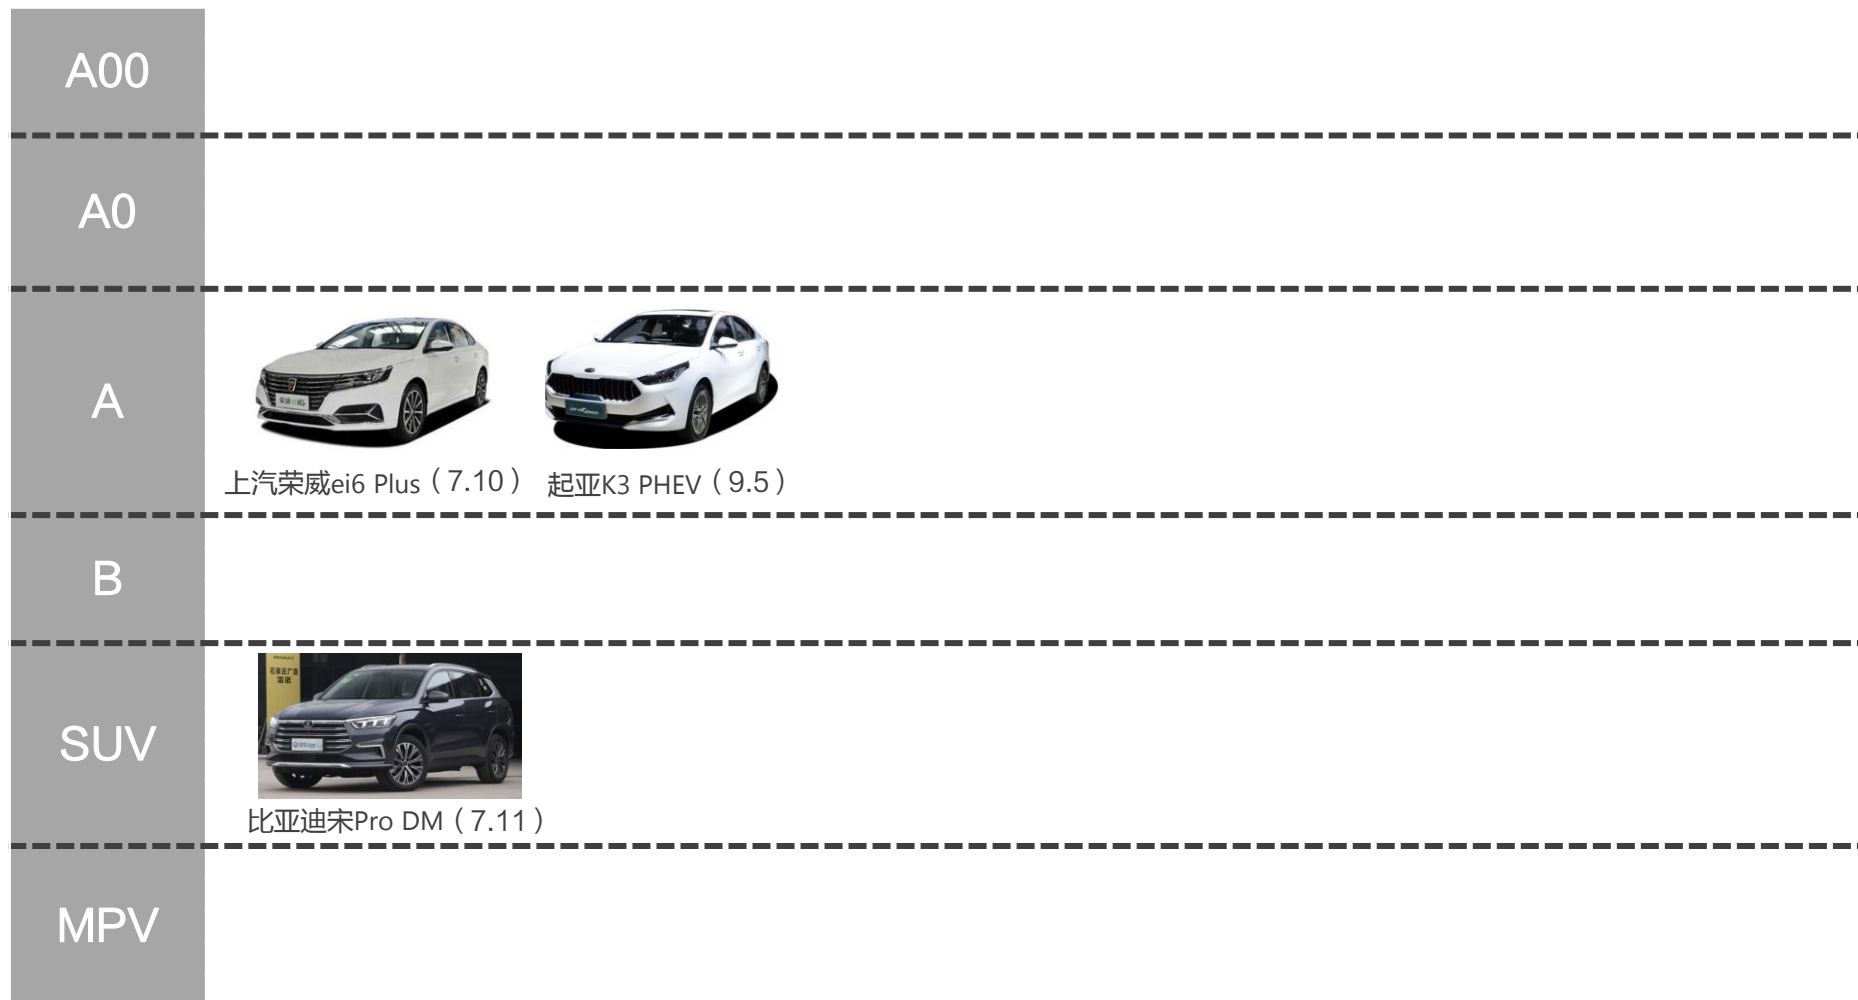 A00
A0
A
上汽荣威ei6 Plus（7.10） 起亚K3 PHEV（9.5）
B
SUV
比亚迪宋Pro DM（7.11）
MPV